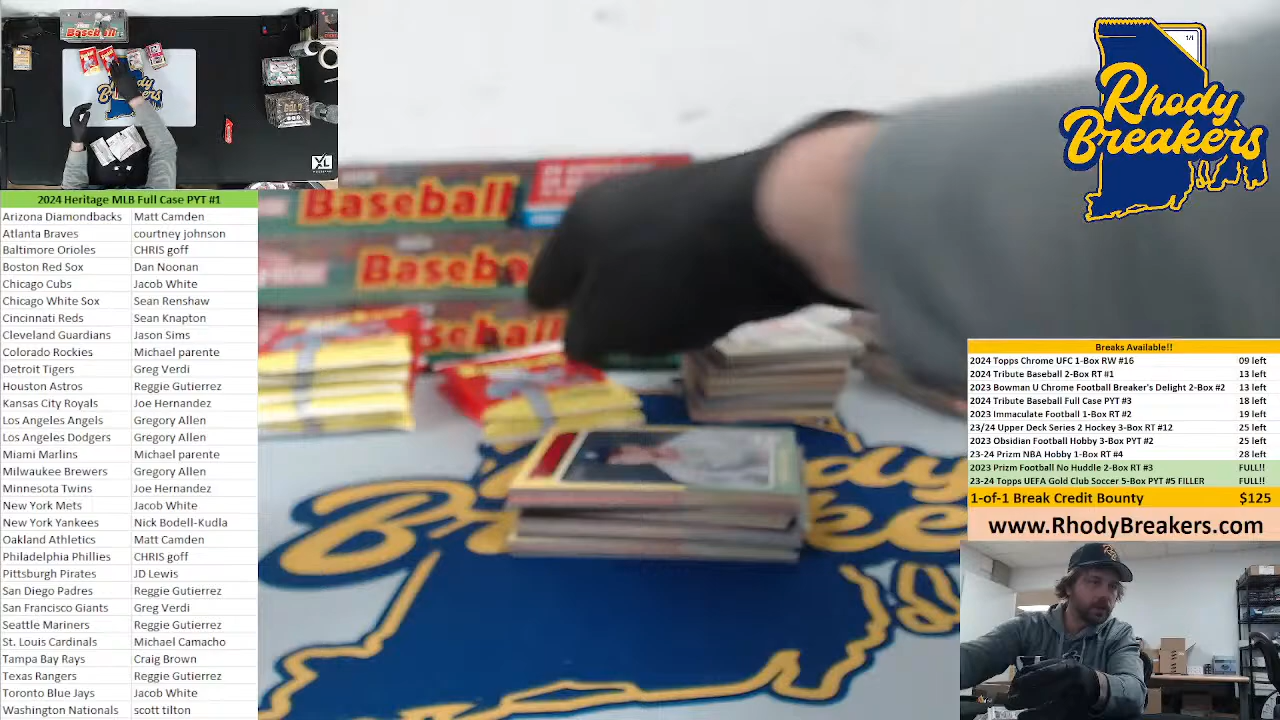 Baseball
XL
2024 Heritage MLB Full Case PYT #1
Arizona Diamondbacks Matt Camden
Atlanta Braves courtney johnson
Baltimore Orioles CHRIS goff
Boston Red Sox Dan Noonan
Chicago Cubs Jacob White
Chicago White Sox Sean Renshaw
Cincinnati Reds Sean Knapton
Cleveland Guardians Jason Sims
Colorado Rockies Michael parente
Detroit Tigers Greg Verdi
Houston Astros Reggie Gutierrez
Kansas City Royals Joe Hernandez
Los Angeles Angels Gregory Allen
Los Angeles Dodgers Gregory Allen
Miami Marlins Michael parente
Milwaukee Brewers Gregory Allen
Minnesota Twins Joe Hernandez
New York Mets Jacob White
New York Yankees Nick Bodell-Kudla
Oakland Athletics Matt Camden
Philadelphia Phillies CHRIS goff
Pittsburgh Pirates JD Lewis
San Diego Padres Reggie Gutierrez
San Francisco Giants Greg Verdi
Seattle Mariners Reggie Gutierrez
St. Louis Cardinals Michael Camacho
Tampa Bay Rays Craig Brown
Texas Rangers Reggie Gutierrez
Toronto Blue Jays Jacob White
Washington Nationals scott tilton
Baseball
Baseba
Baseball
Breakers
1/1
Rhody
Breakers
Breaks Available!!
2024 Topps Chrome UFC 1-Box RW #16 09 left
2024 Tribute Baseball 2-Box RT #1 13 left
2023 Bowman U Chrome Football Breaker's Delight 2-Box #2 13 left
2024 Tribute Baseball Full Case PYT #3 18 left
2023 Immaculate Football 1-Box RT #2 19 left
23/24 Upper Deck Series 2 Hockey 3-Box RT #12 25 left
2023 Obsidian Football Hobby 3-Box PYT #2 25 left
23-24 Prizm NBA Hobby 1-Box RT #4 28 left
2023 Prizm Football No Huddle 2-Box RT #3 FULL!!
23-24 Topps UEFA Gold Club Soccer 5-Box PYT #5 FILLER FULL!!
1-of-1 Break Credit Bounty $125
www.RhodyBreakers.com